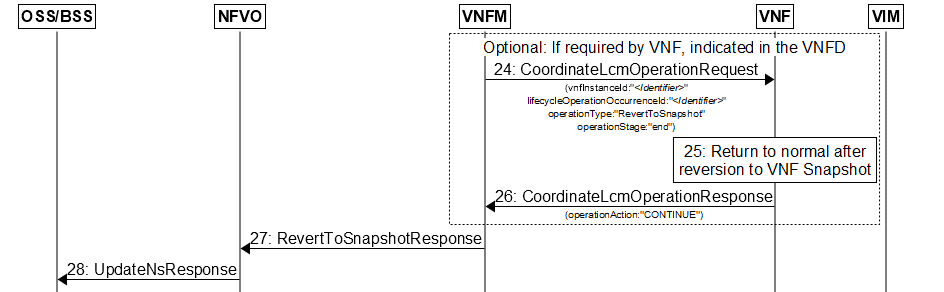 OSS/BSS
NFVO
VNFM
VNF
VIM
Optional: If required by VNF, indicated in the VNFD
24: CoordinateLcmOperationRequest
(vnfInstanceId:"<Identifier>"
lifecycleOperationOccurrenceId:"<Identifier>"
operationType:"RevertToSnapshot"
operationStage:"end")
25: Return to normal after
reversion to VNF Snapshot
26: CoordinateLcmOperationResponse
(operationAction:"CONTINUE")
27: RevertToSnapshotResponse
28: UpdateNsResponse